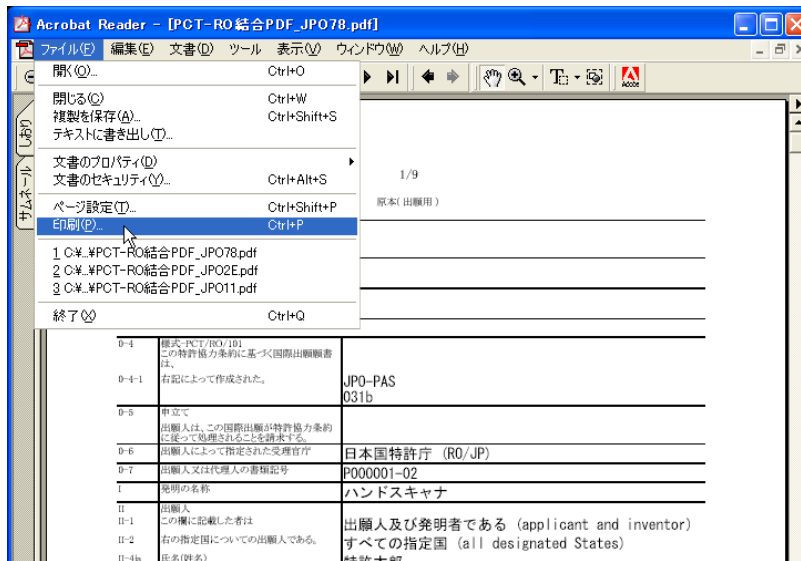 Acrobat Reader - [PCT-RO結合PDF_JPO78.pdf]
ファイル(F) 編集(E) 文書(D) ツール 表示(V) ウィンドウ(W) ヘルプ(H)
開く(O)... Ctrl+O
閉じる(C) Ctrl+W
複製を保存(A)... Ctrl+Shift+S
テキストに書き出し(T)...
文書のプロパティ(D)
文書のセキュリティ(Y)... Ctrl+Alt+S
ページ設定(T)... Ctrl+Shift+P
印刷(P)... Ctrl+P
1 C:¥...¥PCT-RO結合PDF_JPO78.pdf
2 C:¥...¥PCT-RO結合PDF_JPO2E.pdf
3 C:¥...¥PCT-RO結合PDF_JPO11.pdf
終了(X) Ctrl+Q
しおり
サムネール
Adobe
1/9
原本(出願用)
0-4 様式-PCT/RO/101
この特許協力条約に基づく国際出願願書
は、
0-4-1 右記によって作成された。 JPO-PAS
031b
0-5 申立て
出願人は、この国際出願が特許協力条約
に従って処理されることを請求する。
0-6 出願人によって指定された受理官庁 日本国特許庁 (RO/JP)
0-7 出願人又は代理人の書類記号 P000001-02
I 発明の名称 ハンドスキャナ
II 出願人
II-1 この欄に記載した者は 出願人及び発明者である (applicant and inventor)
II-2 右の指定国についての出願人である。 すべての指定国 (all designated States)
II-4ja 氏名(姓名) 特許太郎